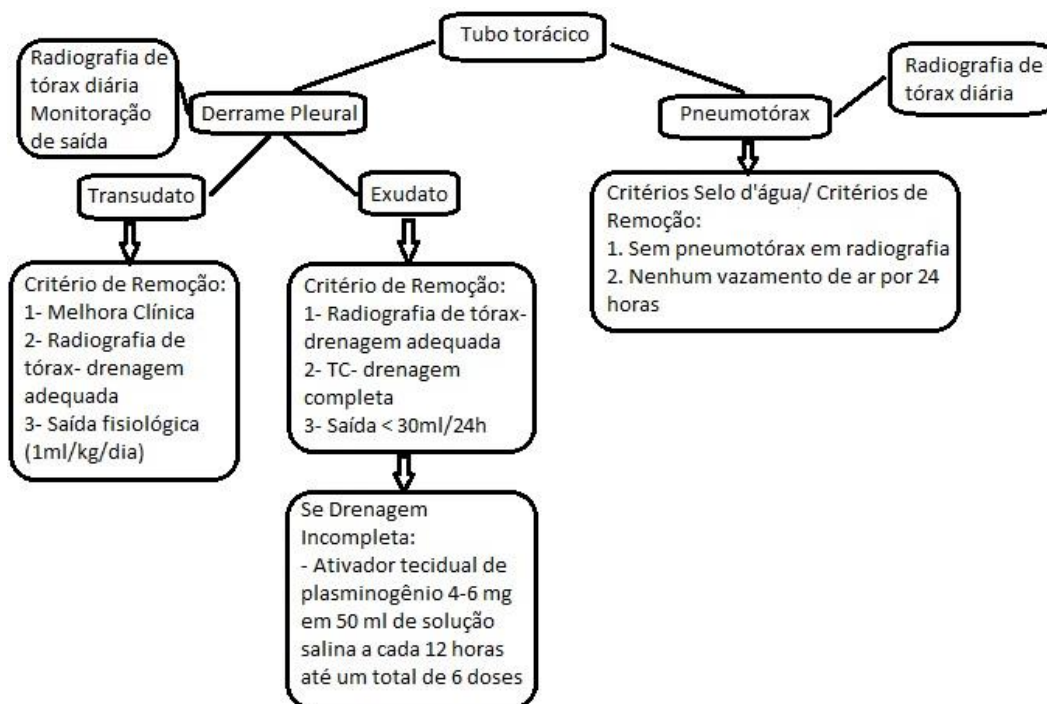 Tubo torácico
Radiografia de
tórax diária
Monitoração
de saída
Derrame Pleural
Pneumotórax
Radiografia de
tórax diária
Transudato
Exudato
Critério de Remoção:
1- Melhora Clínica
2- Radiografia de
tórax- drenagem
adequada
3- Saída fisiológica
(1ml/kg/dia)
Critério de Remoção:
1- Radiografia de tórax-
drenagem adequada
2- TC- drenagem
completa
3- Saída < 30ml/24h
Critérios Selo d'água/ Critérios de
Remoção:
1. Sem pneumotórax em radiografia
2. Nenhum vazamento de ar por 24
horas
Se Drenagem
Incompleta:
- Ativador tecidual de
plasminogênio 4-6 mg
em 50 ml de solução
salina a cada 12 horas
até um total de 6 doses